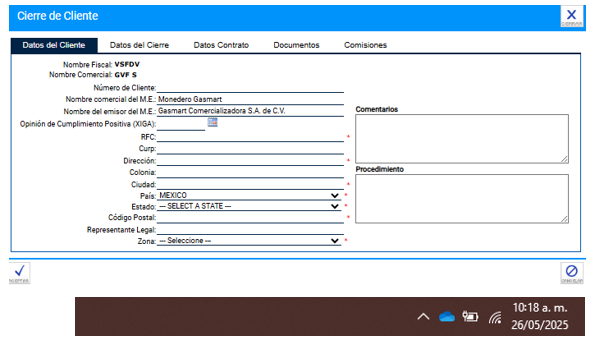 Cierre de Cliente
X
CERRAR
Datos del Cliente Datos del Cierre Datos Contrato Documentos Comisiones
Nombre Fiscal: VSFDV
Nombre Comercial: GVF S
Número de Cliente:
Nombre comercial del M.E.: Monedero Gasmart
Nombre del emisor del M.E.: Gasmart Comercializadora S.A. de C.V.
Opinión de Cumplimiento Positiva (XIGA):
RFC: *
Curp:
Dirección: *
Colonia:
Ciudad: *
País: MEXICO *
Estado: --- SELECT A STATE --- *
Código Postal: *
Representante Legal:
Zona: --- Seleccione --- *
Comentarios
Procedimiento
ACEPTAR
CANCELAR
10:18 a. m.
26/05/2025